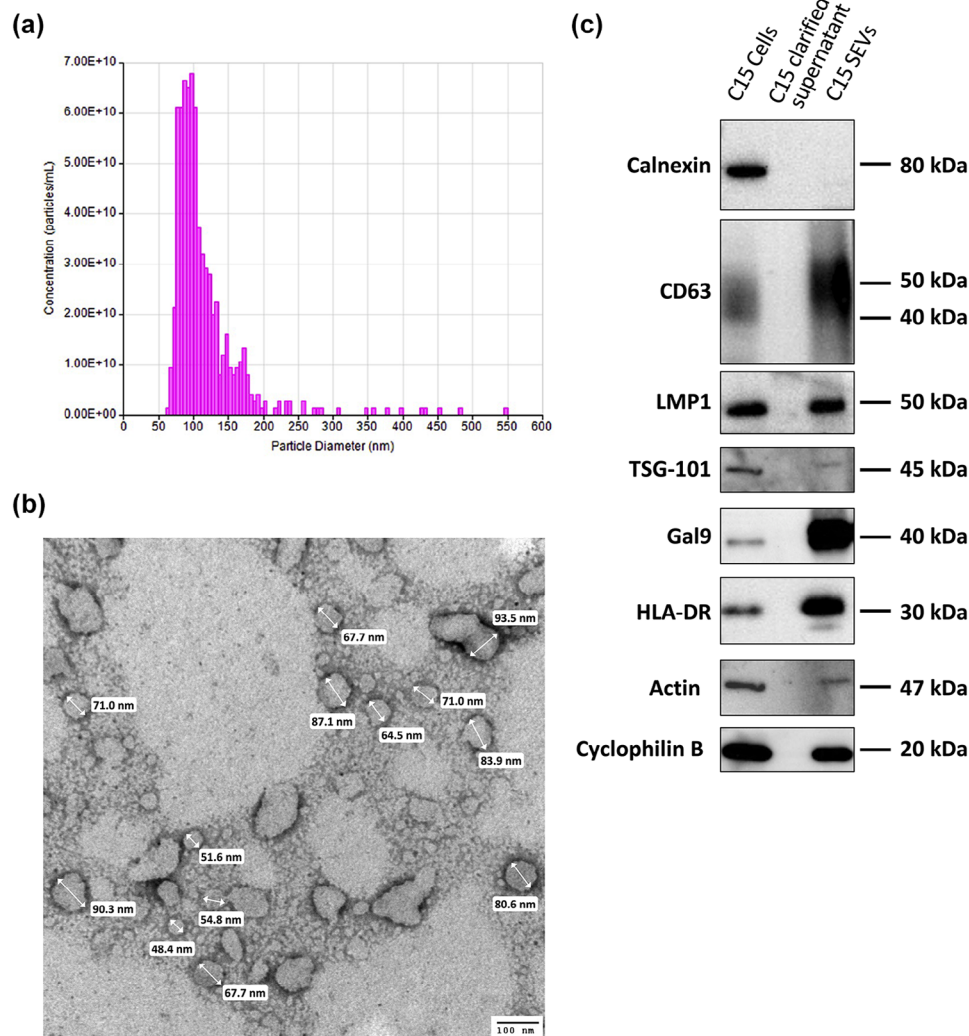 (a)
7.00E+10
6.00E+10
5.00E+10
4.00E+10
3.00E+10
2.00E+10
1.00E+10
0.00E+00
Concentration (particles/mL)
0 50 100 150 200 250 300 350 400 450 500 550 600
Particle Diameter (nm)
(b)
93.5 nm
67.7 nm
71.0 nm
71.0 nm
87.1 nm
64.5 nm
83.9 nm
51.6 nm
80.6 nm
90.3 nm
54.8 nm
48.4 nm
67.7 nm
100 nm
(c)
C15 Cells
C15 clarified
supernatant
C15 SEVs
Calnexin 80 kDa
CD63 50 kDa
40 kDa
LMP1 50 kDa
TSG-101 45 kDa
Gal9 40 kDa
HLA-DR 30 kDa
Actin 47 kDa
Cyclophilin B 20 kDa